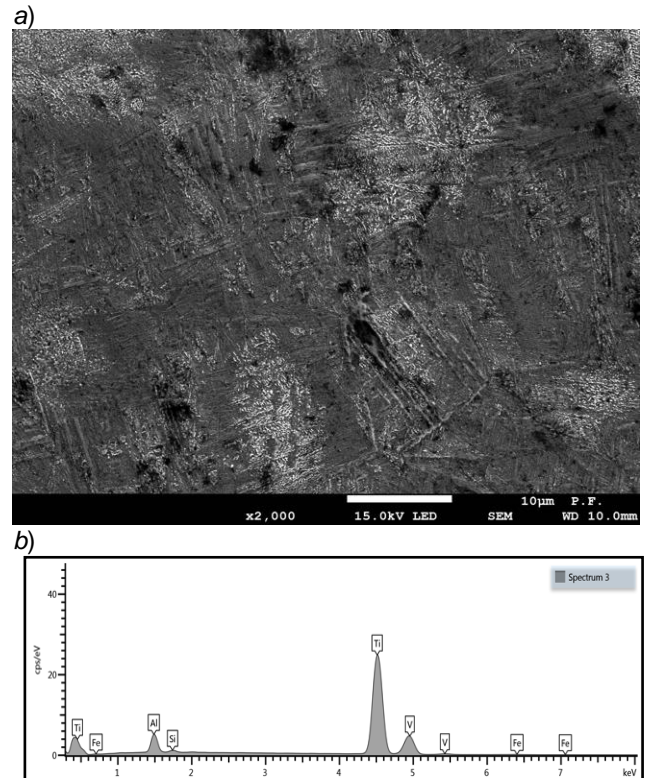 a)
10µm P.F.
x2,000 15.0kV LED SEM WD 10.0mm
b)
Spectrum 3
40
cps/eV
Ti
20
Ti Fe Al Si V V Fe Fe
0
1 2 3 4 5 6 7 keV